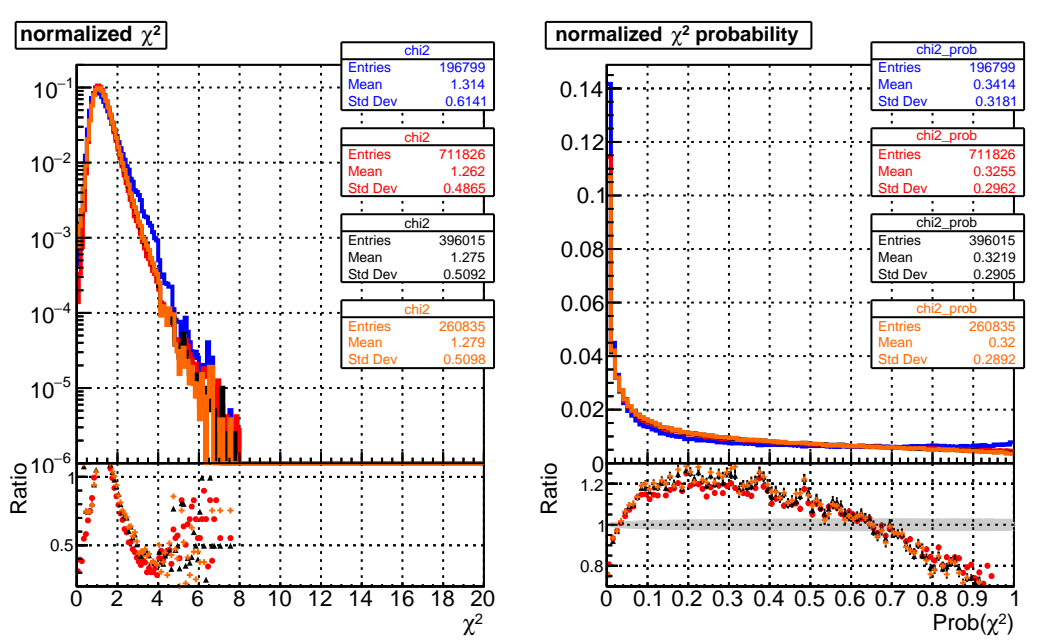 normalized χ²
chi2
Entries 196799
Mean 1.314
Std Dev 0.6141
chi2
Entries 711826
Mean 1.262
Std Dev 0.4865
chi2
Entries 396015
Mean 1.275
Std Dev 0.5092
chi2
Entries 260835
Mean 1.279
Std Dev 0.5098
10⁻¹
10⁻²
10⁻³
10⁻⁴
10⁻⁵
10⁻⁶
Ratio
1
0.5
0 2 4 6 8 10 12 14 16 18 20
χ²
normalized χ² probability
chi2_prob
Entries 196799
Mean 0.3414
Std Dev 0.3181
chi2_prob
Entries 711826
Mean 0.3255
Std Dev 0.2962
chi2_prob
Entries 396015
Mean 0.3219
Std Dev 0.2905
chi2_prob
Entries 260835
Mean 0.32
Std Dev 0.2892
0.14
0.12
0.1
0.08
0.06
0.04
0.02
0
Ratio
1.2
1
0.8
0 0.1 0.2 0.3 0.4 0.5 0.6 0.7 0.8 0.9 1
Prob(χ²)